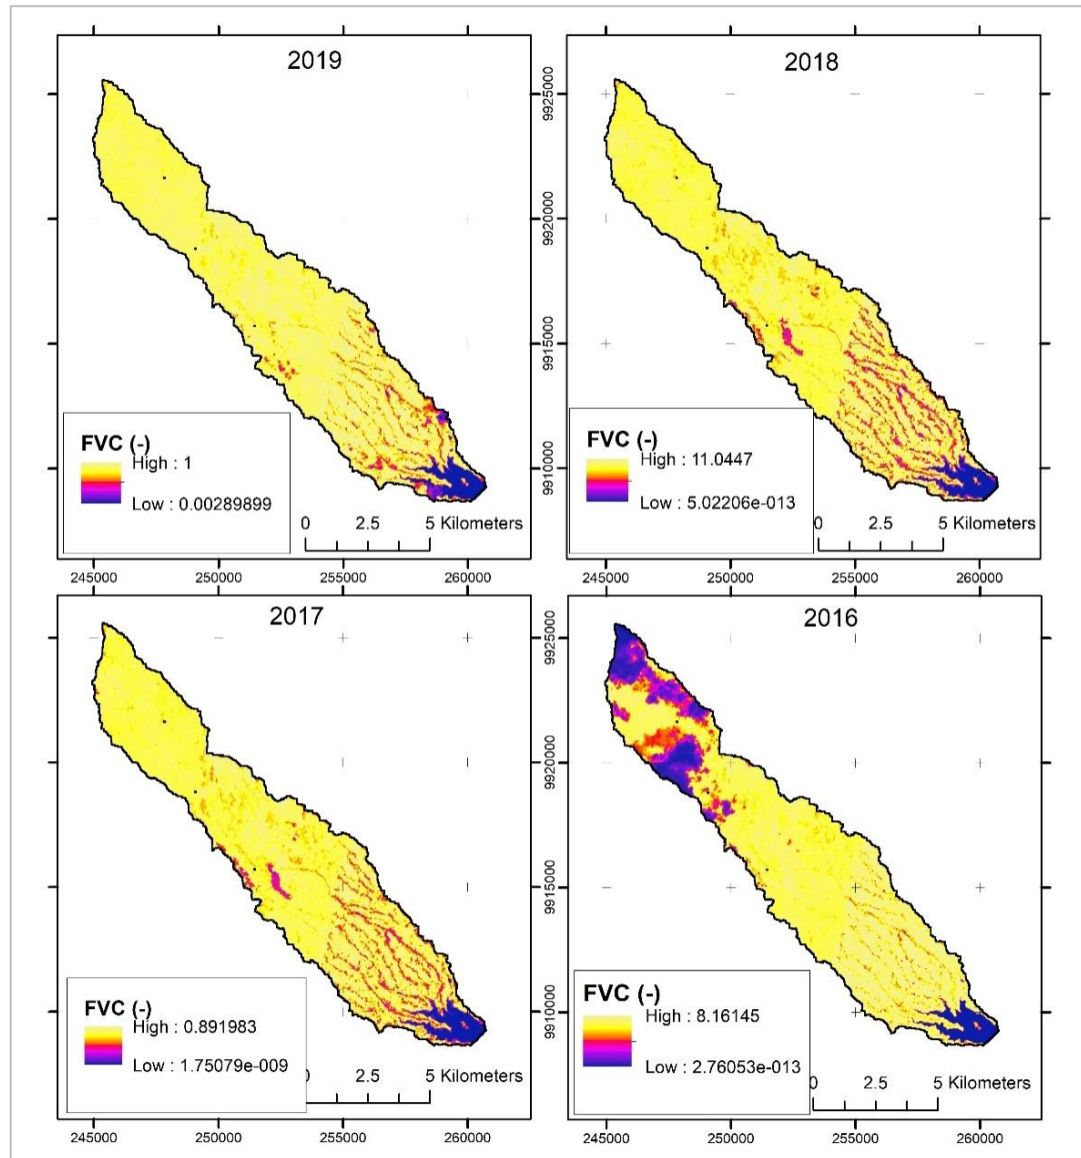 2019
2018
9925000
9920000
9915000
9910000
FVC (-)
High : 1
Low : 0.00289899
0 2.5 5 Kilometers
FVC (-)
High : 11.0447
Low : 5.02206e-013
0 2.5 5 Kilometers
245000 250000 255000 260000
245000 250000 255000 260000
2017
2016
9925000
9920000
9915000
9910000
FVC (-)
High : 0.891983
Low : 1.75079e-009
2.5 5 Kilometers
FVC (-)
High : 8.16145
Low : 2.76053e-013
0 2.5 5 Kilometers
245000 250000 255000 260000
245000 250000 255000 260000